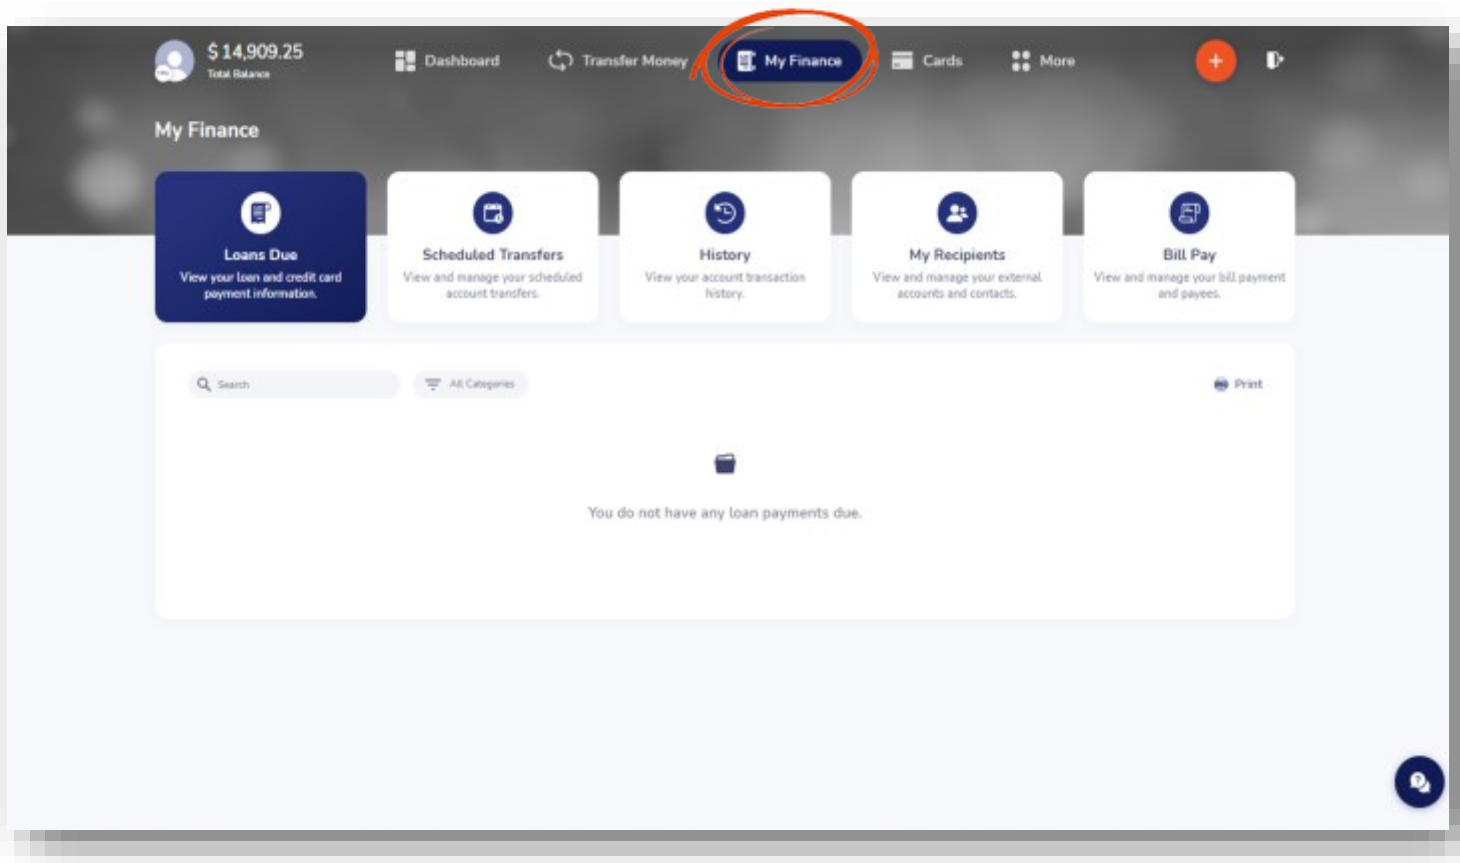 $ 14,909.25
Total Balance
Dashboard
Transfer Money
My Finance
Cards
More
My Finance
Loans Due
View your loan and credit card
payment information.
Scheduled Transfers
View and manage your scheduled
account transfers.
History
View your account transaction
history.
My Recipients
View and manage your external
accounts and contacts.
Bill Pay
View and manage your bill payment
and payees.
Search
All Categories
Print
You do not have any loan payments due.